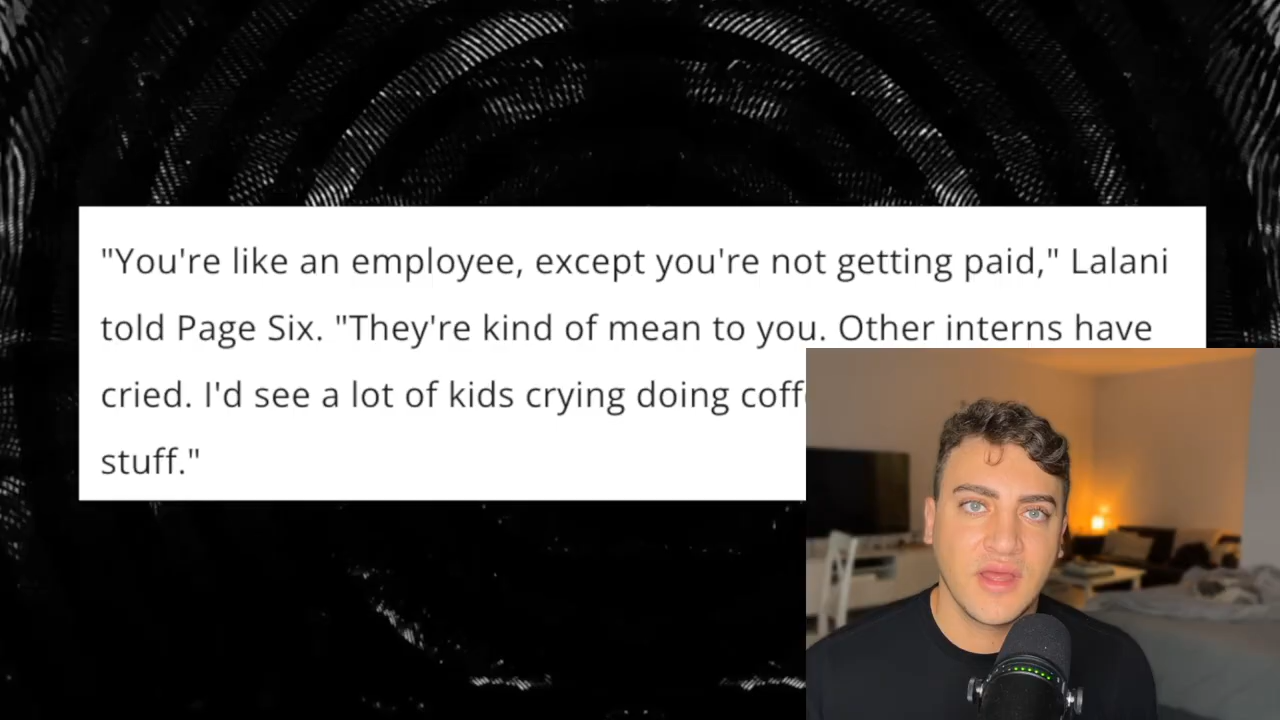 "You're like an employee, except you're not getting paid," Lalani
told Page Six. "They're kind of mean to you. Other interns have
cried. I'd see a lot of kids crying doing
stuff."